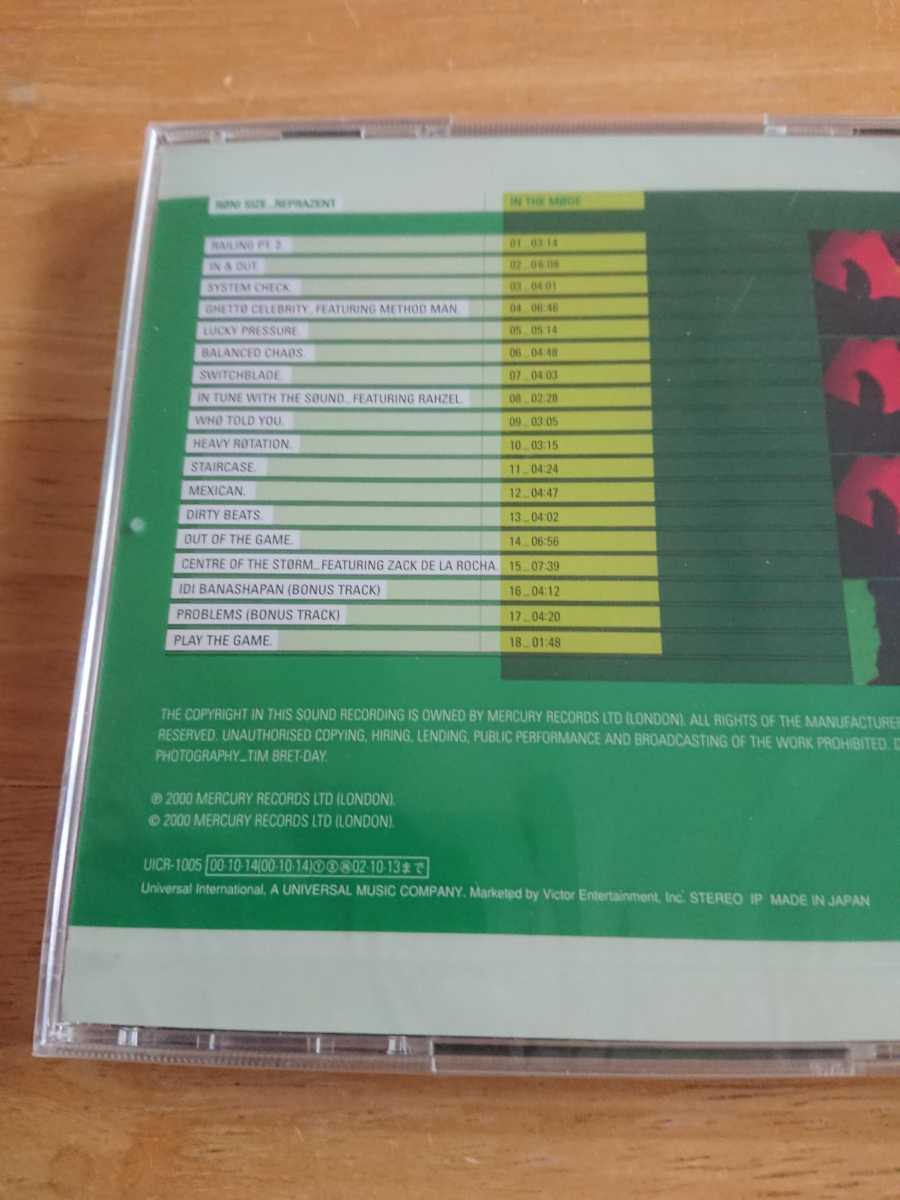 RØNI SIZE_REPRAZENT IN THE MØDE
RAILING PT. 2. 01_03:14
IN & OUT. 02_06:08
SYSTEM CHECK. 03_04:01
GHETTØ CELEBRITY_FEATURING METHOD MAN. 04_06:46
LUCKY PRESSURE. 05_05:14
BALANCED CHAØS. 06_04:48
SWITCHBLADE. 07_04:03
IN TUNE WITH THE SØUND_FEATURING RAHZEL. 08_02:28
WHØ TOLD YOU. 09_03:05
HEAVY RØTATION. 10_03:15
STAIRCASE. 11_04:24
MEXICAN. 12_04:47
DIRTY BEATS. 13_04:02
OUT OF THE GAME. 14_06:56
CENTRE OF THE STØRM_FEATURING ZACK DE LA ROCHA. 15_07:39
IDI BANASHAPAN (BONUS TRACK) 16_04:12
PROBLEMS (BONUS TRACK) 17_04:20
PLAY THE GAME. 18_01:48
THE COPYRIGHT IN THIS SOUND RECORDING IS OWNED BY MERCURY RECORDS LTD (LONDON). ALL RIGHTS OF THE MANUFACTURER
RESERVED. UNAUTHORISED COPYING, HIRING, LENDING, PUBLIC PERFORMANCE AND BROADCASTING OF THE WORK PROHIBITED.
PHOTOGRAPHY_TIM BRET-DAY.
℗ 2000 MERCURY RECORDS LTD (LONDON).
© 2000 MERCURY RECORDS LTD (LONDON).
UICR-1005 00·10·14(00·10·14)Ⓨ Ⓧ 02·10·13まで
Universal International, A UNIVERSAL MUSIC COMPANY. Marketed by Victor Entertainment, Inc. STEREO IP MADE IN JAPAN